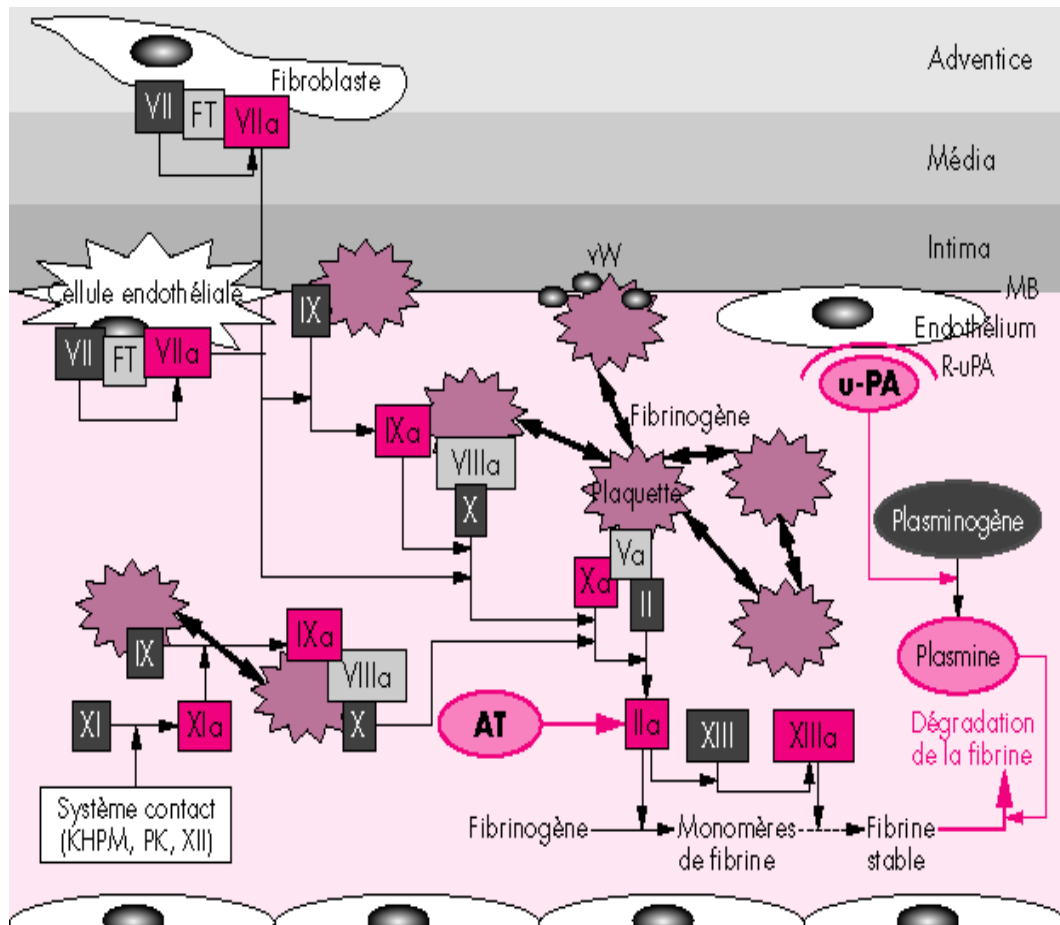 Adventice
Fibroblaste
VII
FT
VIIa
Média
Intima
vW
MB
Cellule endothéliale
IX
Endothélium
R-uPA
VII
FT
VIIa
u-PA
IXa
Fibrinogène
VIIIa
X
Plaquette
Plasminogène
Va
Xa
II
IXa
IX
VIIIa
Plasmine
XI
XIa
X
AT
IIa
XIII
XIIIa
Dégradation
de la fibrine
Système contact
(KHPM, PK, XII)
Fibrinogène
Monomères
de fibrine
Fibrine
stable